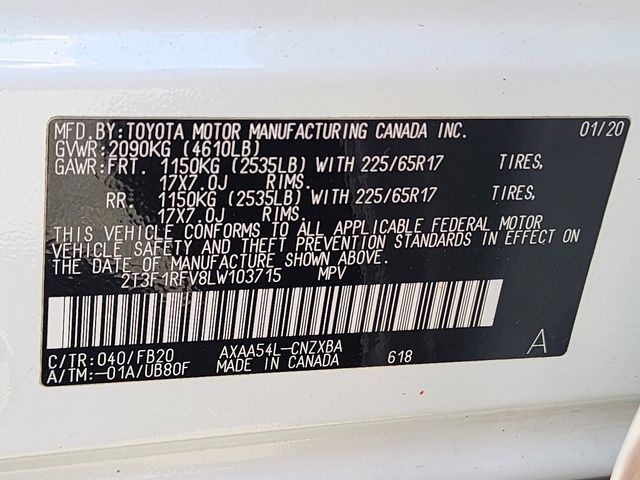 MFD.BY:TOYOTA MOTOR MANUFACTURING CANADA INC. 01/20
GVWR:2090KG (4610LB)
GAWR:FRT. 1150KG (2535LB) WITH 225/65R17 TIRES,
17X7.0J RIMS.
RR. 1150KG (2535LB) WITH 225/65R17 TIRES,
17X7.0J RIMS.
THIS VEHICLE CONFORMS TO ALL APPLICABLE FEDERAL MOTOR
VEHICLE SAFETY AND THEFT PREVENTION STANDARDS IN EFFECT ON
THE DATE OF MANUFACTURE SHOWN ABOVE.
2T3F1RFV8LW103715 MPV
C/TR:040/FB20 AXAA54L-CNZXBA A
A/TM:-01A/UB80F MADE IN CANADA 618